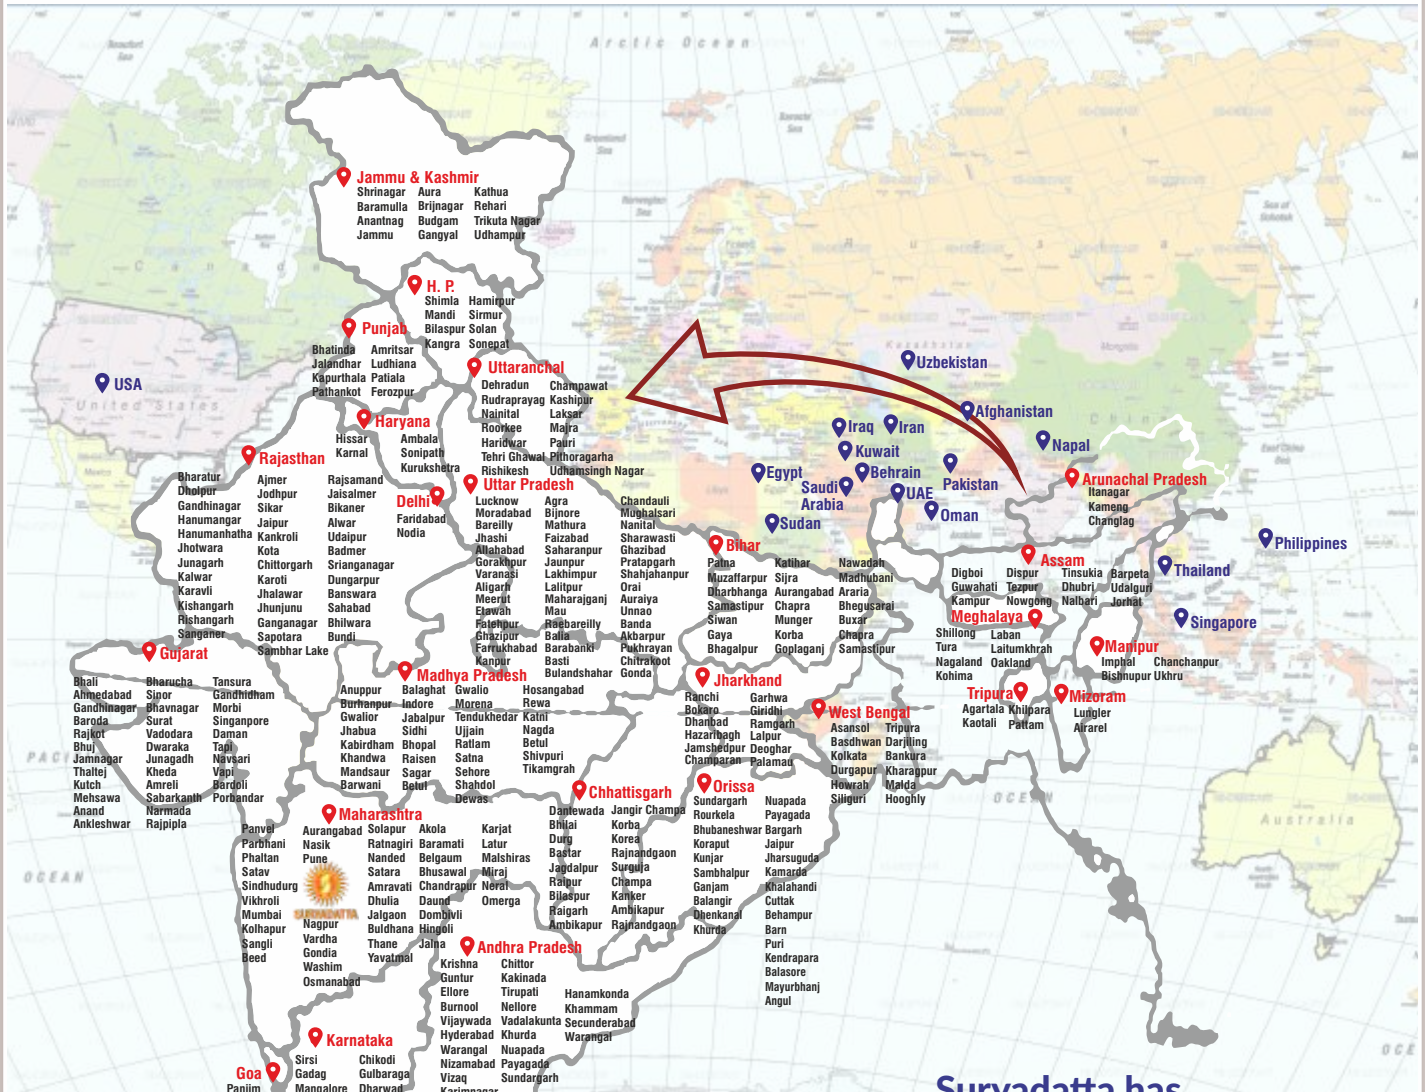 Arctic Ocean
Jammu & Kashmir
Shrinagar Aura Kathua
Baramulla Brijnagar Rehari
Anantnag Budgam Trikuta Nagar
Jammu Gangyal Udhampur
H. P.
Shimla Hamirpur
Mandi Sirmur
Bilaspur Solan
Kangra Sonepat
Punjab
Bhatinda Amritsar
Jalandhar Ludhiana
Kapurthala Patiala
Pathankot Ferozpur
Uttaranchal
Dehradun Champawat
Rudraprayag Kashipur
Nainital Laksar
Roorkee Majra
Haridwar Pauri
Tehri Ghawal Pithoragarha
Rishikesh Udhamsingh Nagar
USA
United States
Haryana
Hissar Ambala
Karnal Sonipath
Kurukshetra
Rajasthan
Bharatur Ajmer Rajsamand
Dholpur Jodhpur Jaisalmer
Gandhinagar Sikar Bikaner
Hanumangar Jaipur Alwar
Hanumanhatha Kankroli Udaipur
Jhotwara Kota Badmer
Junagarh Chittorgarh Srianganagar
Kalwar Karoti Dungarpur
Karavli Jhalawar Banswara
Kishangarh Jhunjunu Sahabad
Rishangarh Ganganagar Bhilwara
Sanganer Sapotara Bundi
Sambhar Lake
Delhi
Faridabad
Nodia
Uttar Pradesh
Lucknow Agra Chandauli
Moradabad Bijnore Mughalsari
Bareilly Mathura Nanital
Jhashi Faizabad Sharawasti
Allahabad Saharanpur Ghazibad
Gorakhpur Jaunpur Pratapgarh
Varanasi Lakhimpur Shahjahanpur
Aligarh Lalitpur Orai
Meerut Maharajganj Auraiya
Etawah Mau Unnao
Fatehpur Raebareilly Banda
Ghazipur Balia Akbarpur
Farrukhabad Barabanki Pukhrayan
Kanpur Basti Chitrakoot
Bulandshahar Gonda
Uzbekistan
Afghanistan
Iraq
Iran
Napal
Kuwait
Egypt
Behrain
Pakistan
Saudi
Arabia
UAE
Oman
Sudan
Philippines
Thailand
Singapore
Arunachal Pradesh
Itanagar
Kameng
Changlag
Bihar
Patna Katihar Nawadah
Muzaffarpur Sijra Madhubani
Dharbhanga Aurangabad Araria
Samastipur Chapra Bhegusarai
Siwan Munger Buxar
Gaya Korba Chapra
Bhagalpur Goplaganj Samastipur
Assam
Digboi Dispur Tinsukia Barpeta
Guwahati Tezpur Dhubri Udalguri
Kampur Nowgong Nalbari Jorhat
Meghalaya
Shillong Laban
Tura Laitumkhrah
Nagaland Oakland
Kohima
Manipur
Imphal Chanchanpur
Bishnupur Ukhru
Tripura
Agartala Khilpara
Kaotali Pattam
Mizoram
Lungler
Airarel
Gujarat
Bhali Bharucha Tansura
Ahmedabad Sinor Gandhidham
Gandhinagar Bhavnagar Morbi
Baroda Surat Singanpore
Rajkot Vadodara Daman
Bhuj Dwaraka Tapi
Jamnagar Junagadh Navsari
Thaltej Kheda Vapi
Kutch Amreli Bardoli
Mehsawa Sabarkanth Porbandar
Anand Narmada
Ankleshwar Rajpipla
Madhya Pradesh
Anuppur Balaghat Gwalio Hosangabad
Burhanpur Indore Morena Rewa
Gwalior Jabalpur Tendukhedar Katni
Jhabua Sidhi Ujjain Nagda
Kabirdham Bhopal Ratlam Betul
Khandwa Raisen Satna Shivpuri
Mandsaur Sagar Sehore Tikamgrah
Barwani Betul Shahdol
Dewas
Jharkhand
Ranchi Garhwa
Bokaro Giridhi
Dhanbad Ramgarh
Hazaribagh Lalpur
Jamshedpur Deoghar
Champaran Palamau
West Bengal
Asansol Tripura
Basdhwan Darjlling
Kolkata Bankura
Durgapur Kharagpur
Howrah Malda
Siliguri Hooghly
Chhattisgarh
Dantewada Jangir Champa
Bhilai Korba
Durg Korea
Bastar Rajnandgaon
Jagdalpur Surguja
Raipur Champa
Bilaspur Kanker
Raigarh Ambikapur
Ambikapur Rajnandgaon
Orissa
Sundargarh Nuapada
Rourkela Payagada
Bhubaneshwar Bargarh
Koraput Jaipur
Kunjar Jharsuguda
Sambhalpur Kamarda
Ganjam Khalahandi
Balangir Cuttak
Dhenkanal Behampur
Khurda Barn
Puri
Kendrapara
Balasore
Mayurbhanj
Angul
Maharashtra
Panvel Aurangabad Solapur Akola Karjat
Parbhani Nasik Ratnagiri Baramati Latur
Phaltan Pune Nanded Belgaum Malshiras
Satav Satara Bhusawal Miraj
Sindhudurg Amravati Chandrapur Neral
Vikhroli Dhulia Daund Omerga
Mumbai SURYADATTA Jalgaon Dombivli
Kolhapur Nagpur Buldhana Hingoli
Sangli Vardha Thane Jalna
Beed Gondia Yavatmal
Washim
Osmanabad
Andhra Pradesh
Krishna Chittor
Guntur Kakinada
Ellore Tirupati Hanamkonda
Burnool Nellore Khammam
Vijaywada Vadalakunta Secunderabad
Hyderabad Khurda Warangal
Warangal Nuapada
Nizamabad Payagada
Vizaq Sundargarh
Karimnagar
Karnataka
Sirsi Chikodi
Gadag Gulbaraga
Mangalore Dharwad
Goa
Panjim
OCEAN
OCEAN
Australia
Suryadatta has